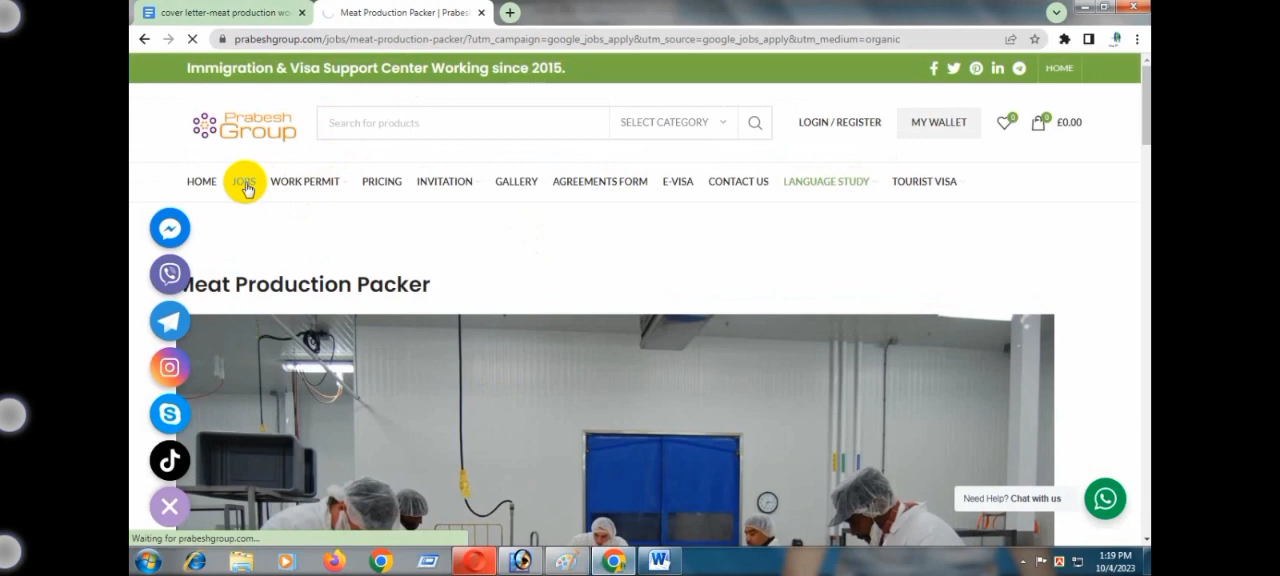 cover letter-meat production wo
Meat Production Packer | Prabes
prabeshgroup.com/jobs/meat-production-packer/?utm_campaign=google_jobs_apply&utm_source=google_jobs_apply&utm_medium=organic
Immigration & Visa Support Center Working since 2015.
HOME
Prabesh
Group
Search for products
SELECT CATEGORY
LOGIN / REGISTER
MY WALLET
0
0
£0.00
HOME
JOBS
WORK PERMIT
PRICING
INVITATION
GALLERY
AGREEMENTS FORM
E-VISA
CONTACT US
LANGUAGE STUDY
TOURIST VISA
Meat Production Packer
Need Help? Chat with us
Waiting for prabeshgroup.com...
1:19 PM
10/4/2023